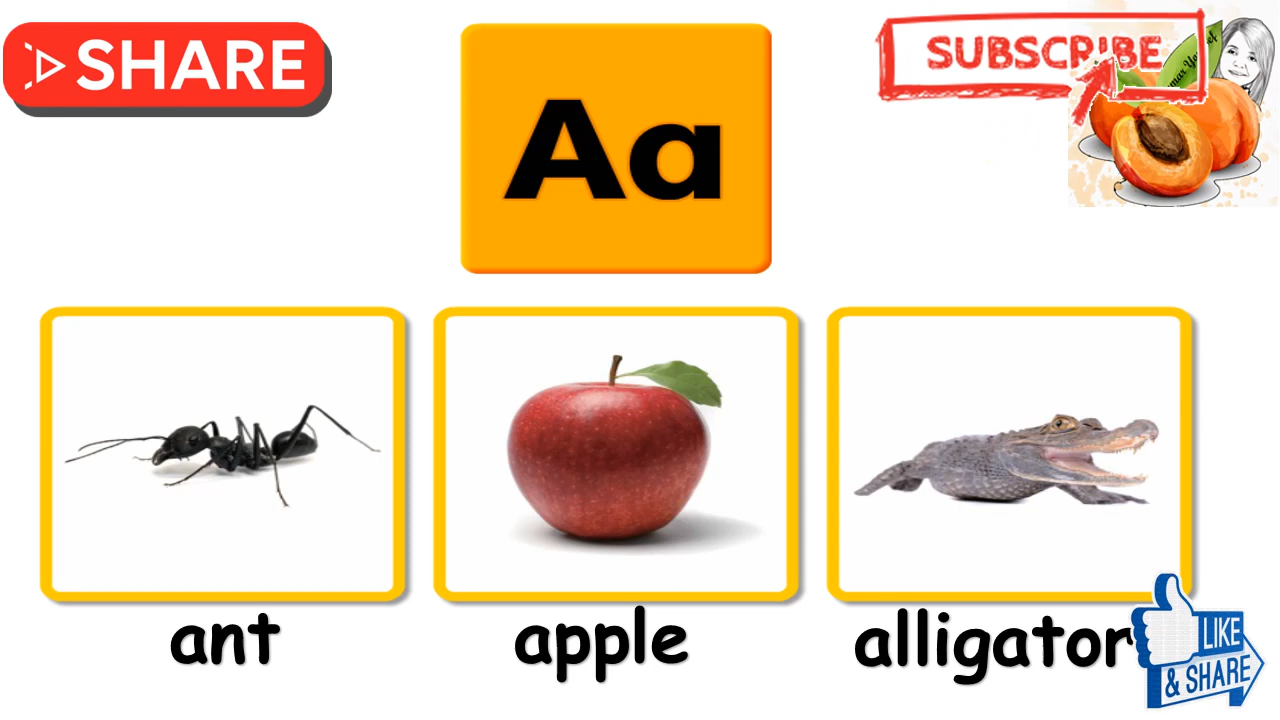 SHARE
SUBSCRIBE
Aa
ant
apple
alligator
LIKE
& SHARE